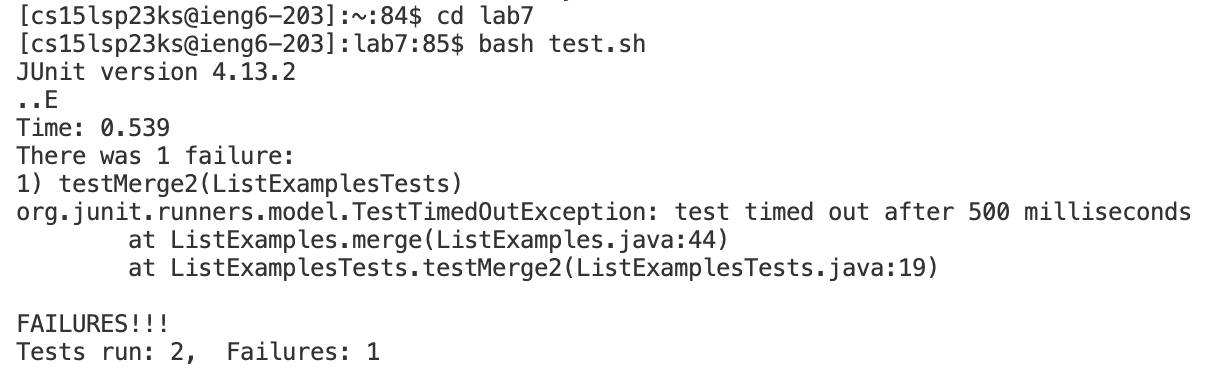 [cs15lsp23ks@ieng6-203]:~:84$ cd lab7
[cs15lsp23ks@ieng6-203]:lab7:85$ bash test.sh
JUnit version 4.13.2
..E
Time: 0.539
There was 1 failure:
1) testMerge2(ListExamplesTests)
org.junit.runners.model.TestTimedOutException: test timed out after 500 milliseconds
        at ListExamples.merge(ListExamples.java:44)
        at ListExamplesTests.testMerge2(ListExamplesTests.java:19)

FAILURES!!!
Tests run: 2,  Failures: 1